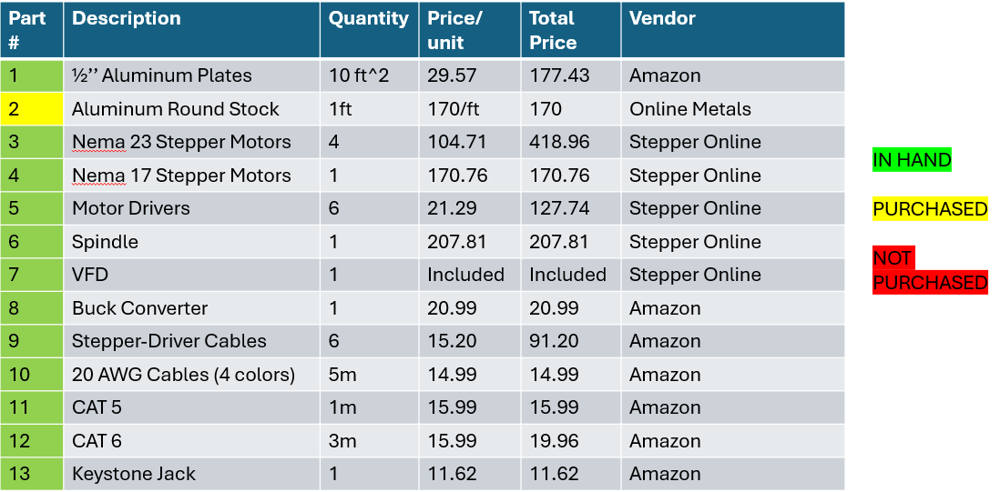 Part # Description Quantity Price/ unit Total Price Vendor
1 ½’’ Aluminum Plates 10 ft^2 29.57 177.43 Amazon
2 Aluminum Round Stock 1ft 170/ft 170 Online Metals
3 Nema 23 Stepper Motors 4 104.71 418.96 Stepper Online
4 Nema 17 Stepper Motors 1 170.76 170.76 Stepper Online
5 Motor Drivers 6 21.29 127.74 Stepper Online
6 Spindle 1 207.81 207.81 Stepper Online
7 VFD 1 Included Included Stepper Online
8 Buck Converter 1 20.99 20.99 Amazon
9 Stepper-Driver Cables 6 15.20 91.20 Amazon
10 20 AWG Cables (4 colors) 5m 14.99 14.99 Amazon
11 CAT 5 1m 15.99 15.99 Amazon
12 CAT 6 3m 15.99 19.96 Amazon
13 Keystone Jack 1 11.62 11.62 Amazon
IN HAND
PURCHASED
NOT
PURCHASED